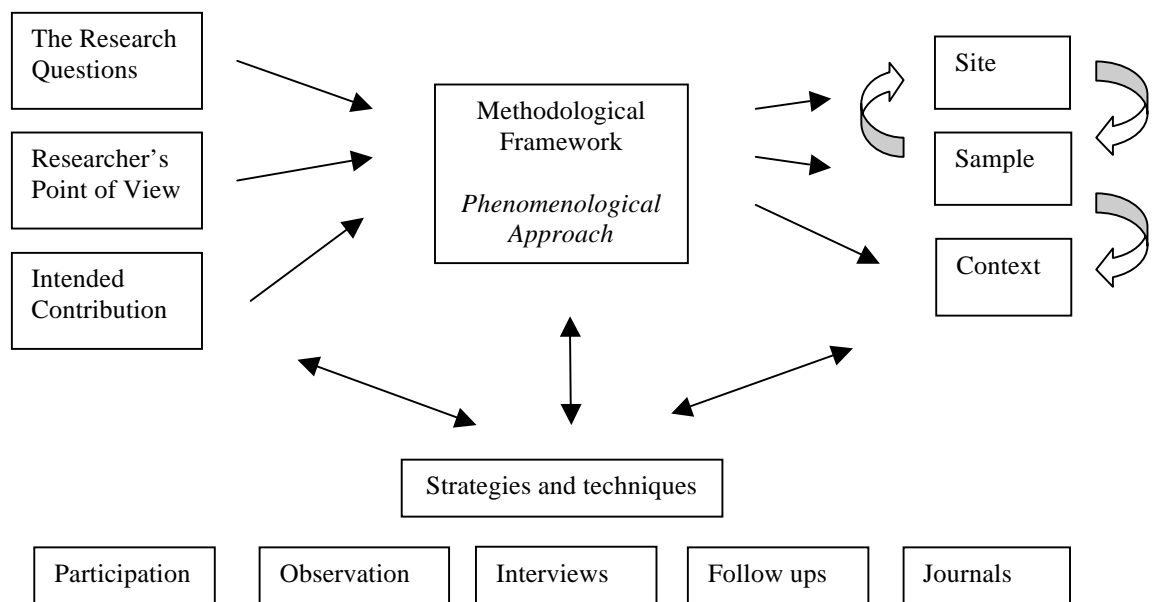 The Research
Questions
Researcher’s
Point of View
Intended
Contribution
Methodological
Framework
Phenomenological
Approach
Site
Sample
Context
Strategies and techniques
Participation
Observation
Interviews
Follow ups
Journals